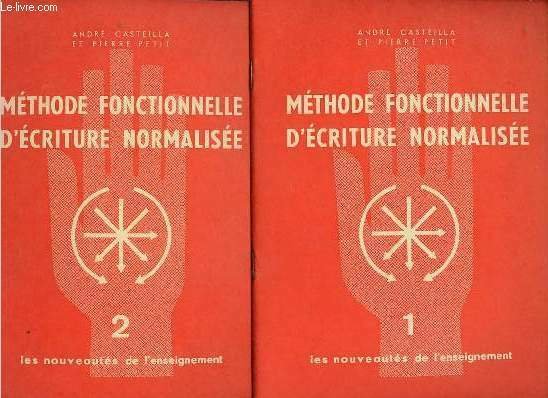 le-livre
ANDRÉ CASTEILLA
ET PIERRE PETIT
MÉTHODE FONCTIONNELLE
D'ÉCRITURE NORMALISÉE
2
les nouveautés de l'enseignement
ANDRÉ CASTEILLA
ET PIERRE PETIT
MÉTHODE FONCTIONNELLE
D'ÉCRITURE NORMALISÉE
1
les nouveautés de l'enseignement